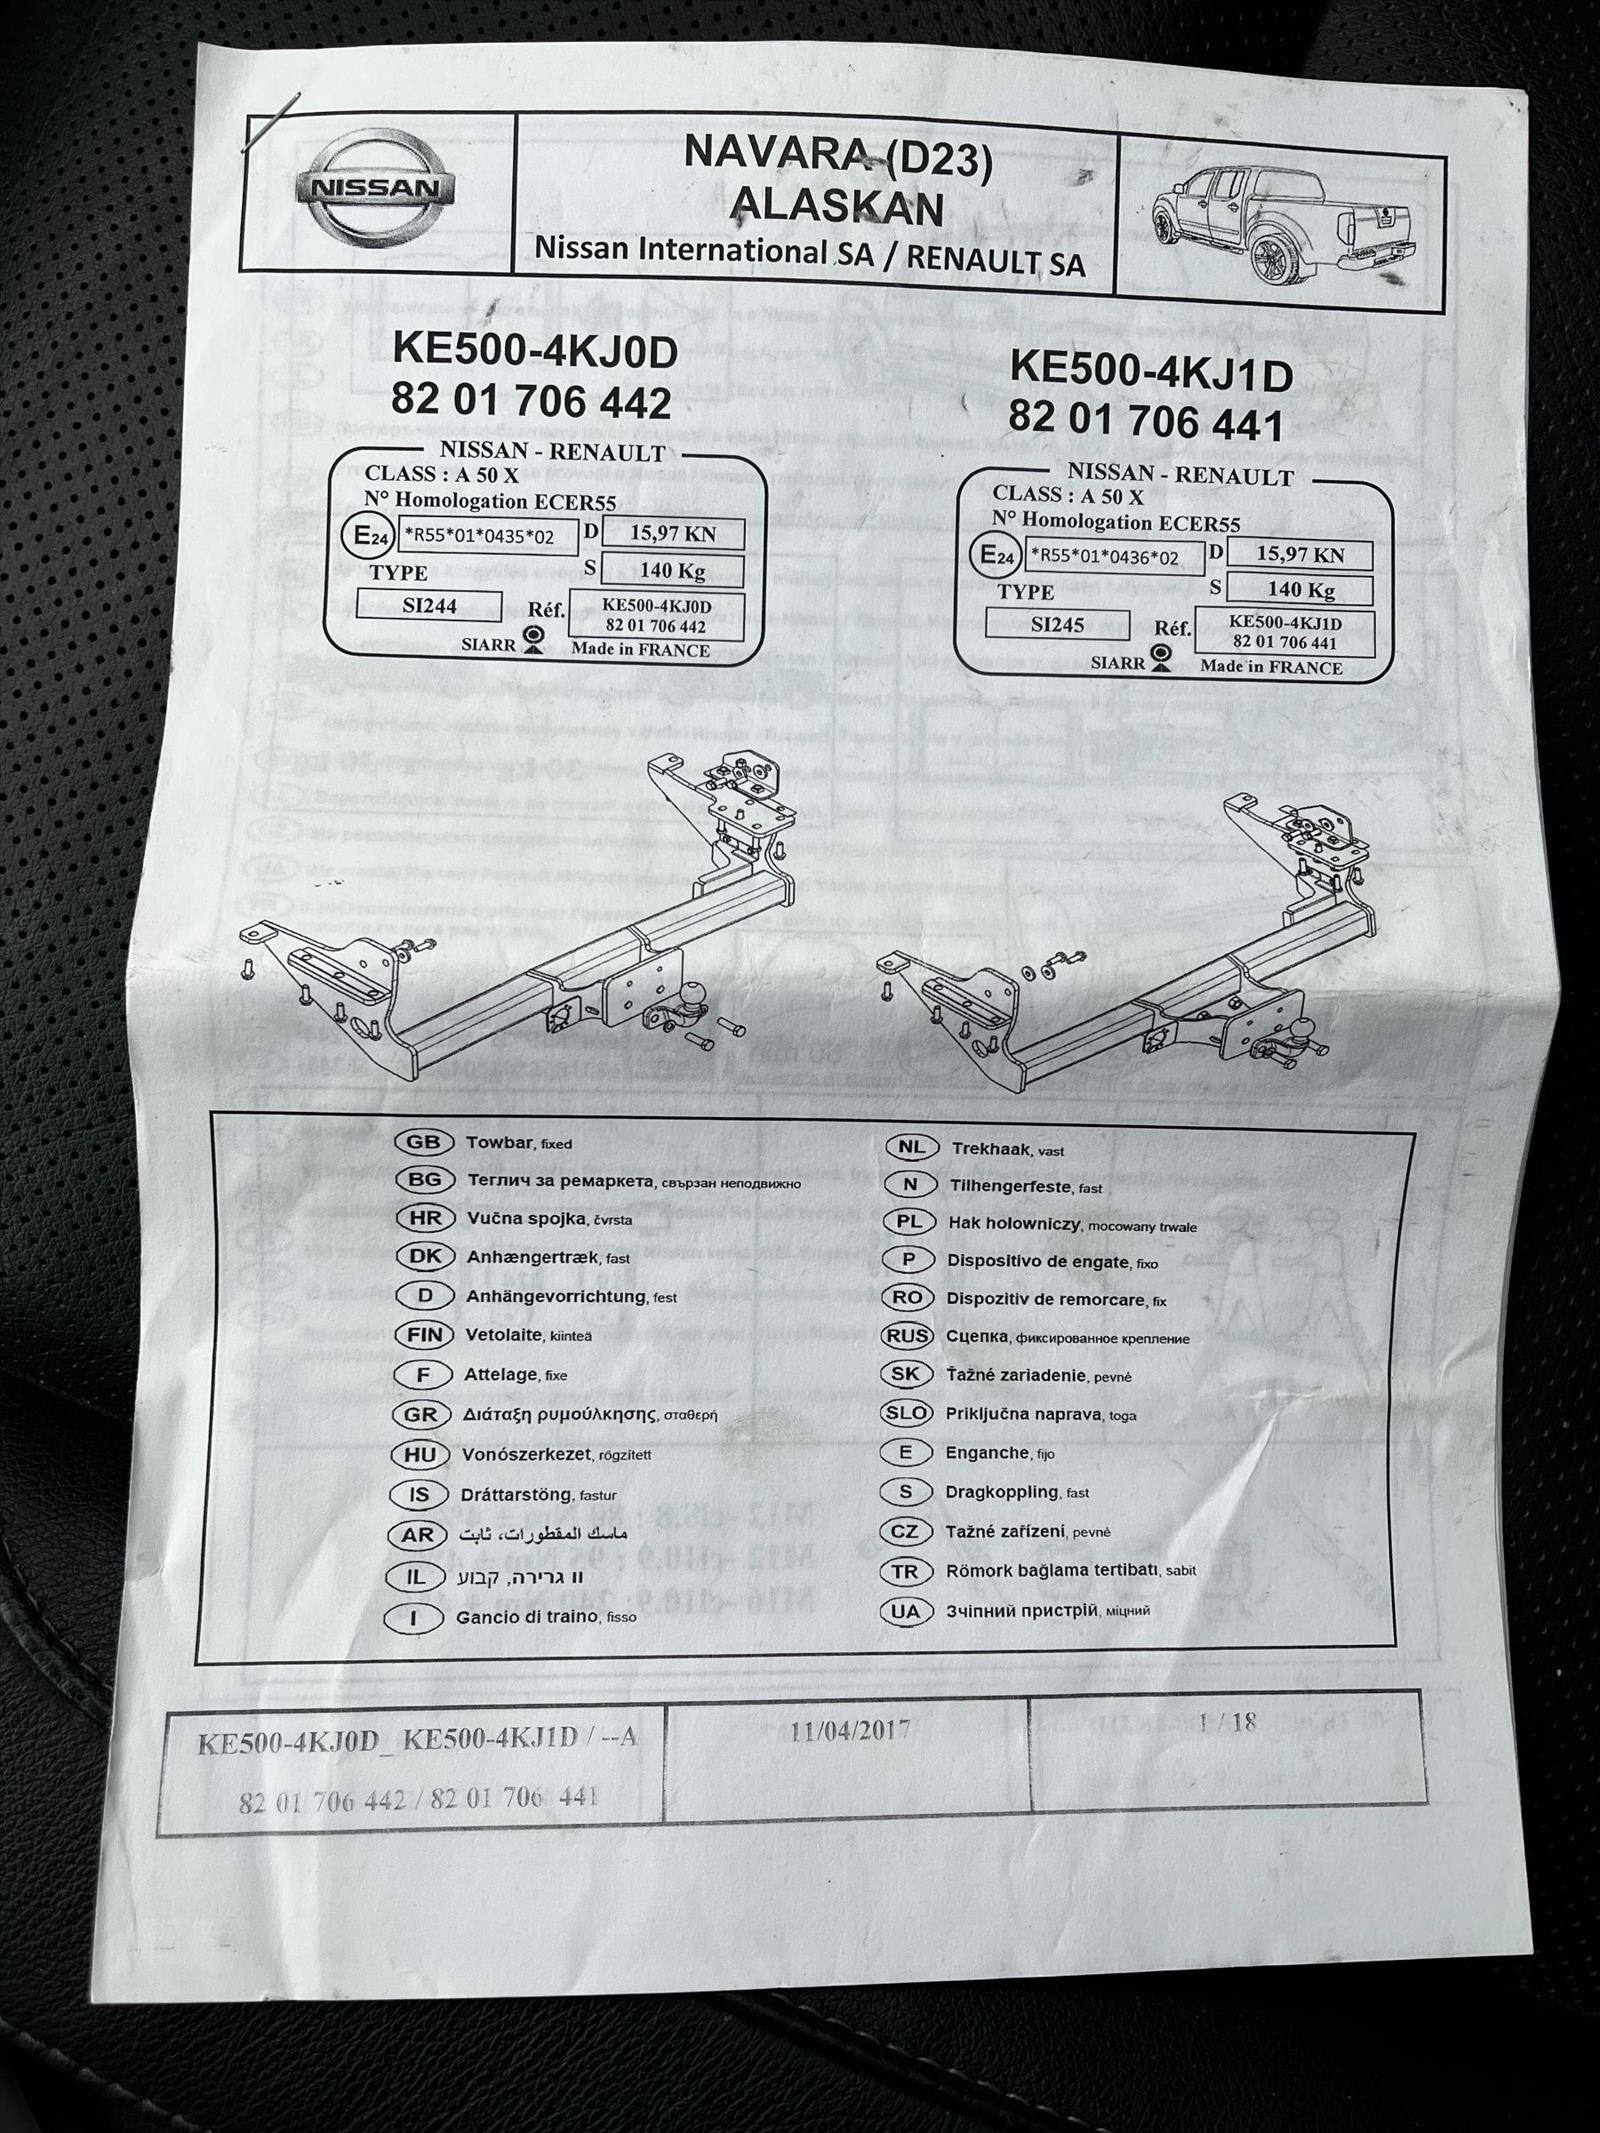 NISSAN
NAVARA (D23)
ALASKAN
Nissan International SA / RENAULT SA
KE500-4KJ0D
82 01 706 442
NISSAN - RENAULT
CLASS : A 50 X
N° Homologation ECER55
E24 *R55*01*0435*02 D 15,97 KN
S 140 Kg
TYPE
SI244 Réf. KE500-4KJ0D
82 01 706 442
SIARR Made in FRANCE
KE500-4KJ1D
82 01 706 441
NISSAN - RENAULT
CLASS : A 50 X
N° Homologation ECER55
E24 *R55*01*0436*02 D 15,97 KN
S 140 Kg
TYPE
SI245 Réf. KE500-4KJ1D
82 01 706 441
SIARR Made in FRANCE
GB Towbar, fixed
BG Теглич за ремаркета, свързан неподвижно
HR Vučna spojka, čvrsta
DK Anhængertræk, fast
D Anhängevorrichtung, fest
FIN Vetolaite, kiinteä
F Attelage, fixe
GR Διάταξη ρυμούλκησης, σταθερή
HU Vonószerkezet, rögzített
IS Dráttarstöng, fastur
AR ماسك المقطورات، ثابت
IL וו גרירה, קבוע
I Gancio di traino, fisso
NL Trekhaak, vast
N Tilhengerfeste, fast
PL Hak holowniczy, mocowany trwale
P Dispositivo de engate, fixo
RO Dispozitiv de remorcare, fix
RUS Сцепка, фиксированное крепление
SK Ťažné zariadenie, pevné
SLO Priključna naprava, toga
E Enganche, fijo
S Dragkoppling, fast
CZ Tažné zařízení, pevné
TR Römork bağlama tertibatı, sabit
UA Зчіпний пристрій, міцний
KE500-4KJ0D_ KE500-4KJ1D / --A
82 01 706 442 / 82 01 706 441
11/04/2017
1 / 18